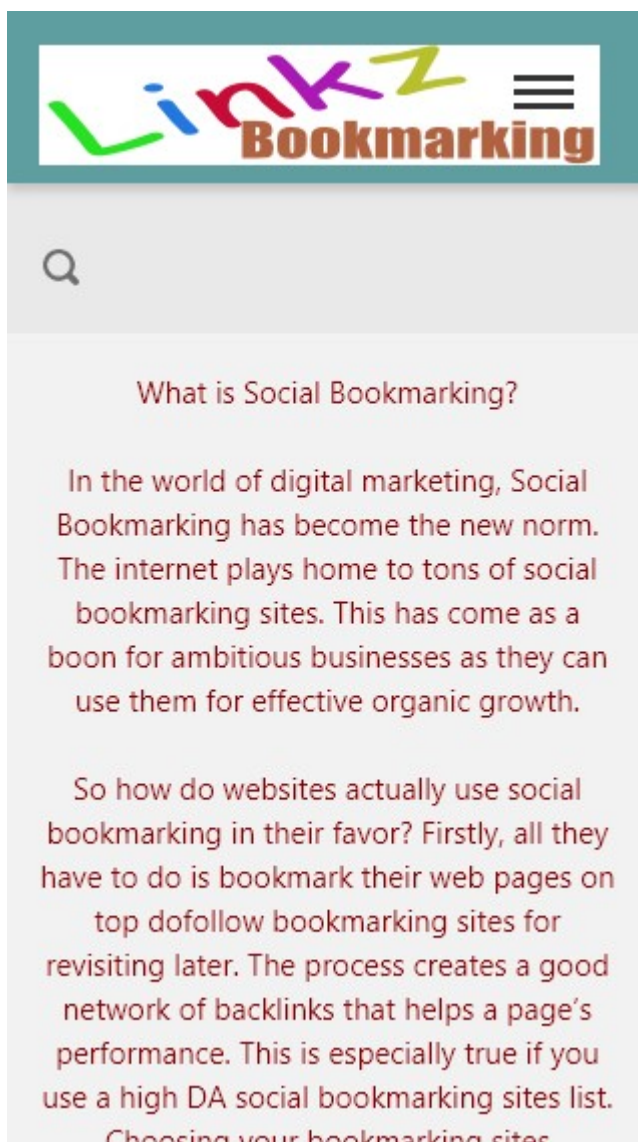 Linkz
Bookmarking
What is Social Bookmarking?
In the world of digital marketing, Social
Bookmarking has become the new norm.
The internet plays home to tons of social
bookmarking sites. This has come as a
boon for ambitious businesses as they can
use them for effective organic growth.
So how do websites actually use social
bookmarking in their favor? Firstly, all they
have to do is bookmark their web pages on
top dofollow bookmarking sites for
revisiting later. The process creates a good
network of backlinks that helps a page’s
performance. This is especially true if you
use a high DA social bookmarking sites list.
Choosing your bookmarking sites